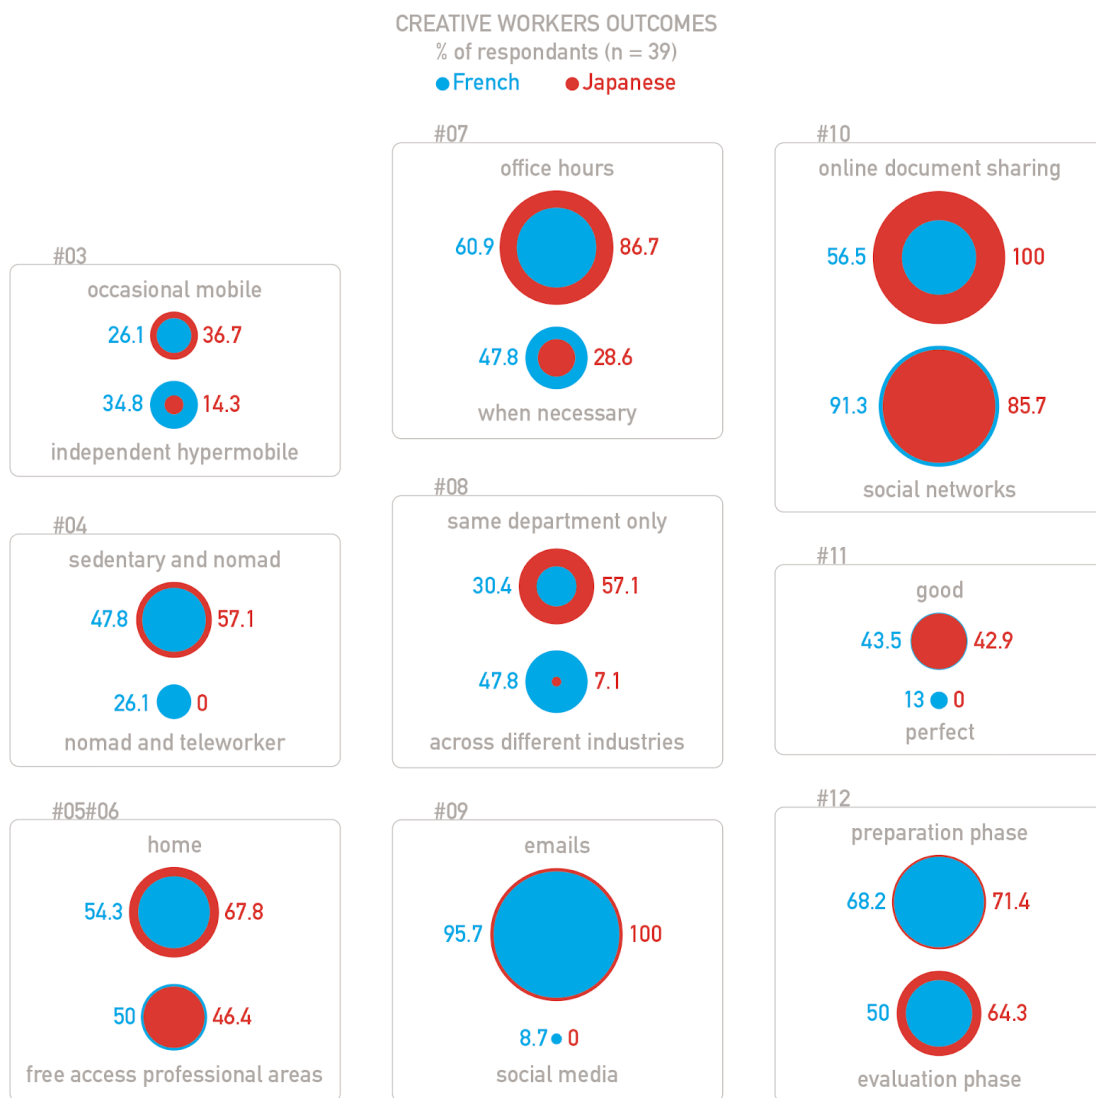 CREATIVE WORKERS OUTCOMES
% of respondants (n = 39)
French Japanese
#03
occasional mobile
26.1 36.7
34.8 14.3
independent hypermobile
#04
sedentary and nomad
47.8 57.1
26.1 0
nomad and teleworker
#05#06
home
54.3 67.8
50 46.4
free access professional areas
#07
office hours
60.9 86.7
47.8 28.6
when necessary
#08
same department only
30.4 57.1
47.8 7.1
across different industries
#09
emails
95.7 100
8.7 0
social media
#10
online document sharing
56.5 100
91.3 85.7
social networks
#11
good
43.5 42.9
13 0
perfect
#12
preparation phase
68.2 71.4
50 64.3
evaluation phase